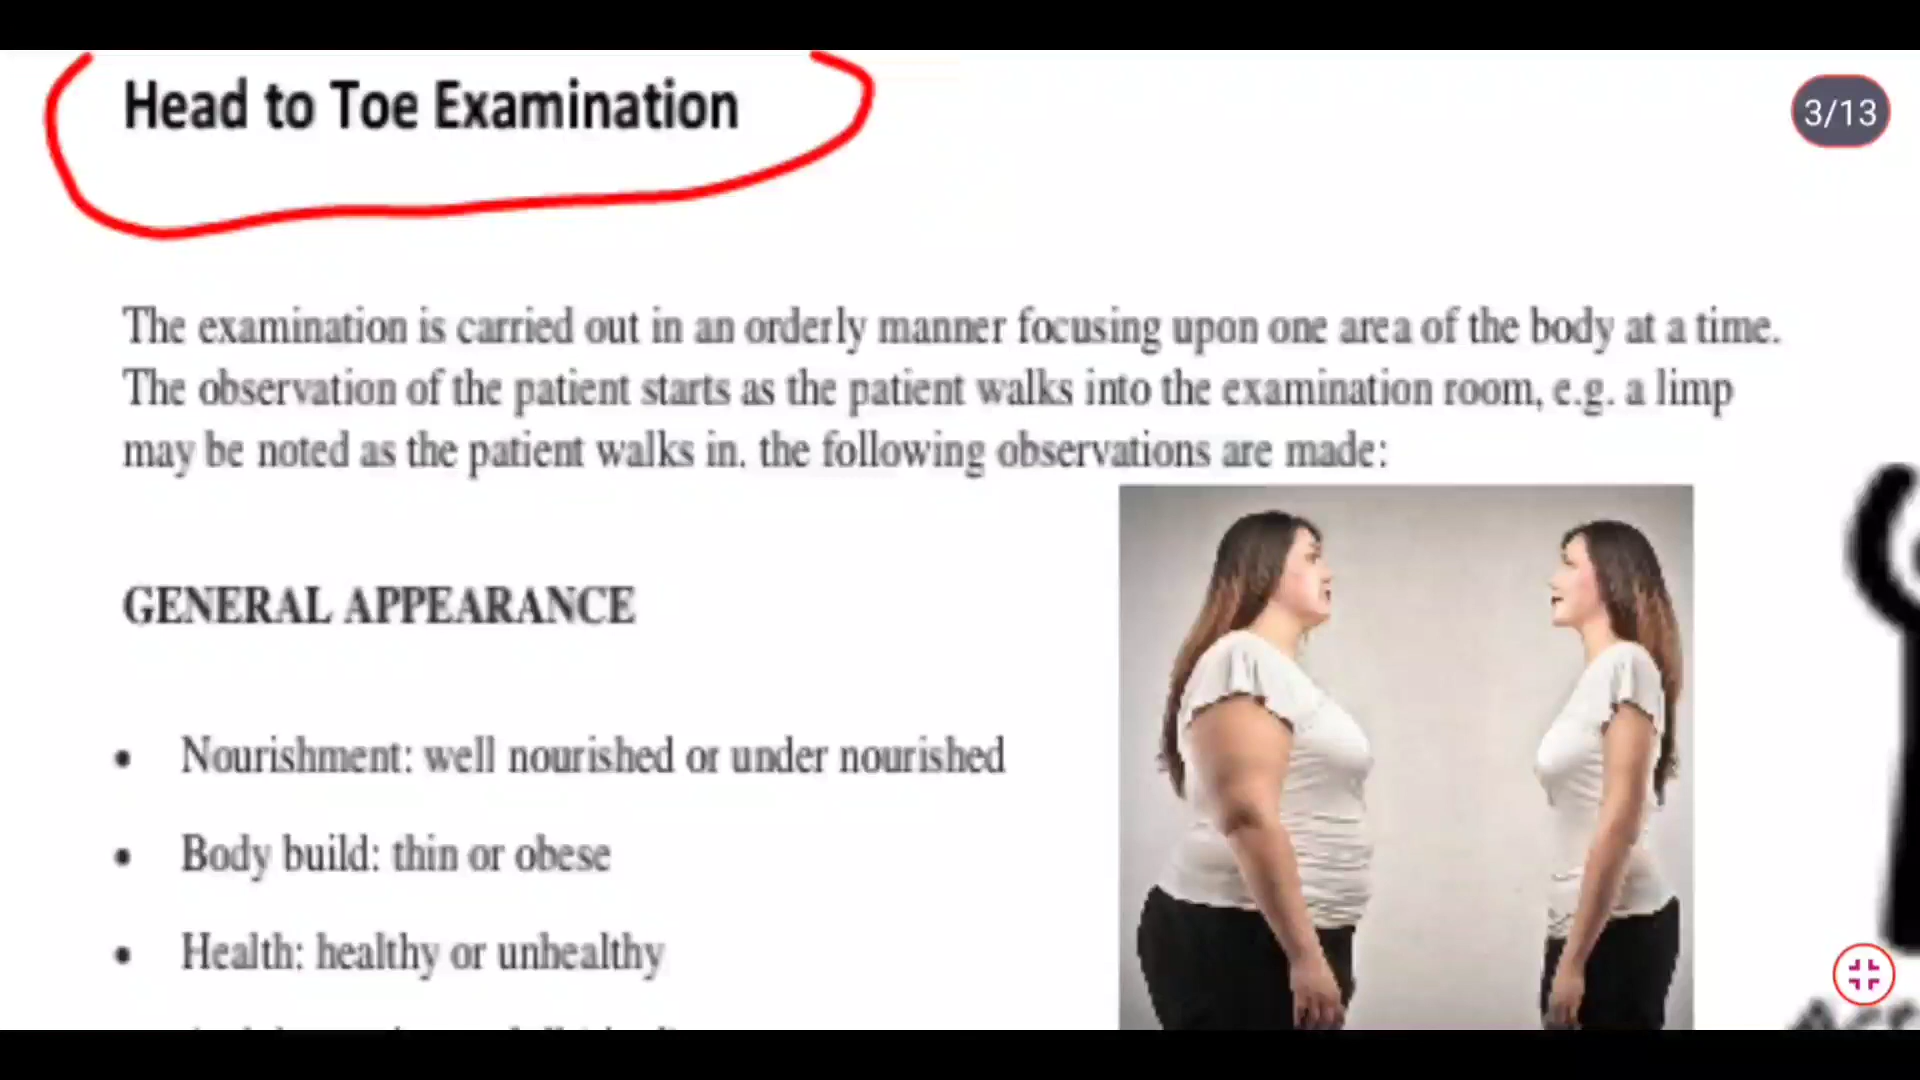 Head to Toe Examination
3/13
The examination is carried out in an orderly manner focusing upon one area of the body at a time.
The observation of the patient starts as the patient walks into the examination room, e.g. a limp
may be noted as the patient walks in. the following observations are made:
GENERAL APPEARANCE
• Nourishment: well nourished or under nourished
• Body build: thin or obese
• Health: healthy or unhealthy